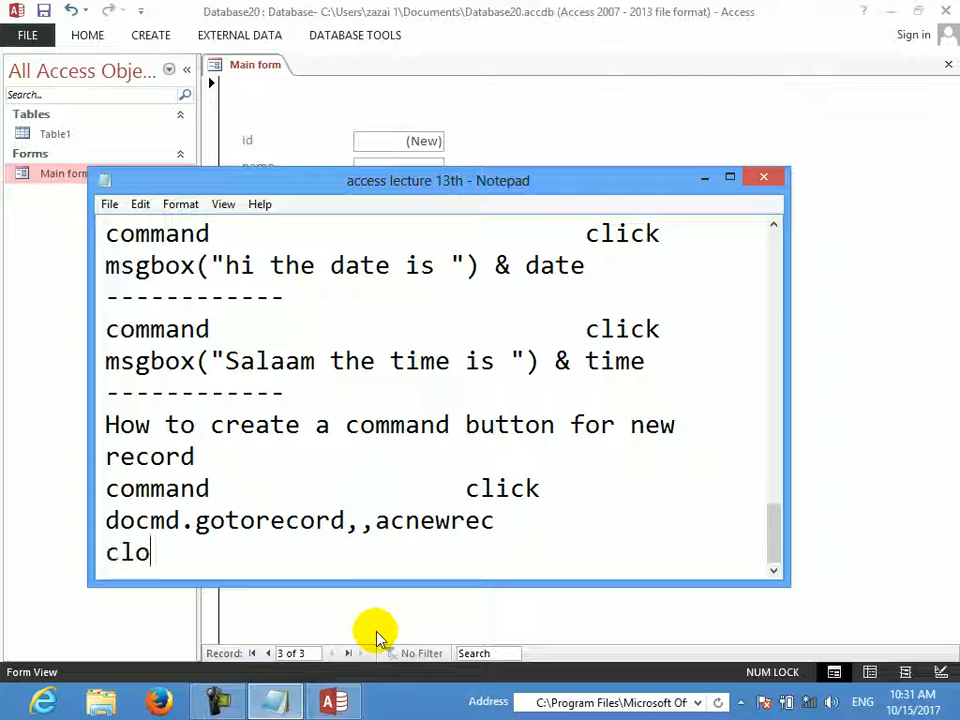 Database20 : Database- C:\Users\zazai 1\Documents\Database20.accdb (Access 2007 - 2013 file format) - Access
FILE HOME CREATE EXTERNAL DATA DATABASE TOOLS Sign in
All Access Obje...
Main form
Search...
Tables
Table1
Forms
Main form
id (New)
access lecture 13th - Notepad
File Edit Format View Help
command click
msgbox("hi the date is ") & date
------------
command click
msgbox("Salaam the time is ") & time
------------
How to create a command button for new
record
command click
docmd.gotorecord,,acnewrec
clo
Record: 3 of 3 No Filter Search
Form View NUM LOCK
Address C:\Program Files\Microsoft Of ENG
10:31 AM
10/15/2017